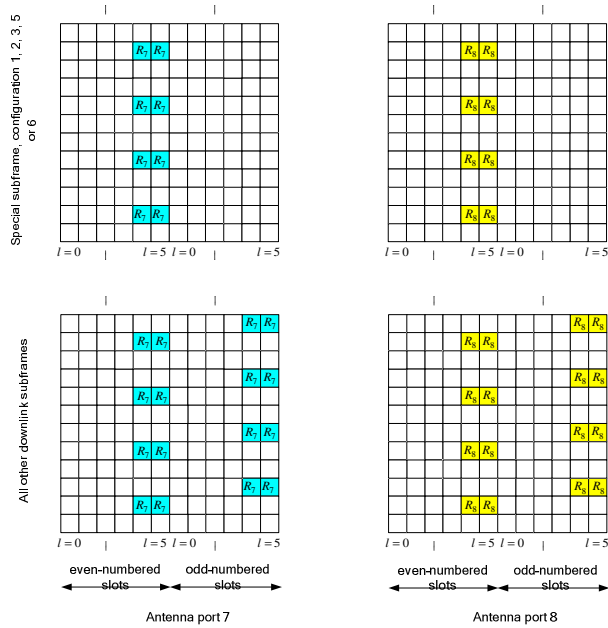 Special subframe, configuration 1, 2, 3, 5
or 6
R7 R7 R8 R8
R7 R7 R8 R8
R7 R7 R8 R8
R7 R7 R8 R8
l = 0 l = 5 l = 0 l = 5 l = 0 l = 5 l = 0 l = 5
All other downlink subframes
R7 R7 R8 R8
R7 R7 R8 R8
R7 R7 R8 R8
R7 R7 R8 R8
R7 R7 R8 R8
R7 R7 R8 R8
R7 R7 R8 R8
R7 R7 R8 R8
l = 0 l = 5 l = 0 l = 5 l = 0 l = 5 l = 0 l = 5
even-numbered odd-numbered even-numbered odd-numbered
slots slots slots slots
Antenna port 7 Antenna port 8